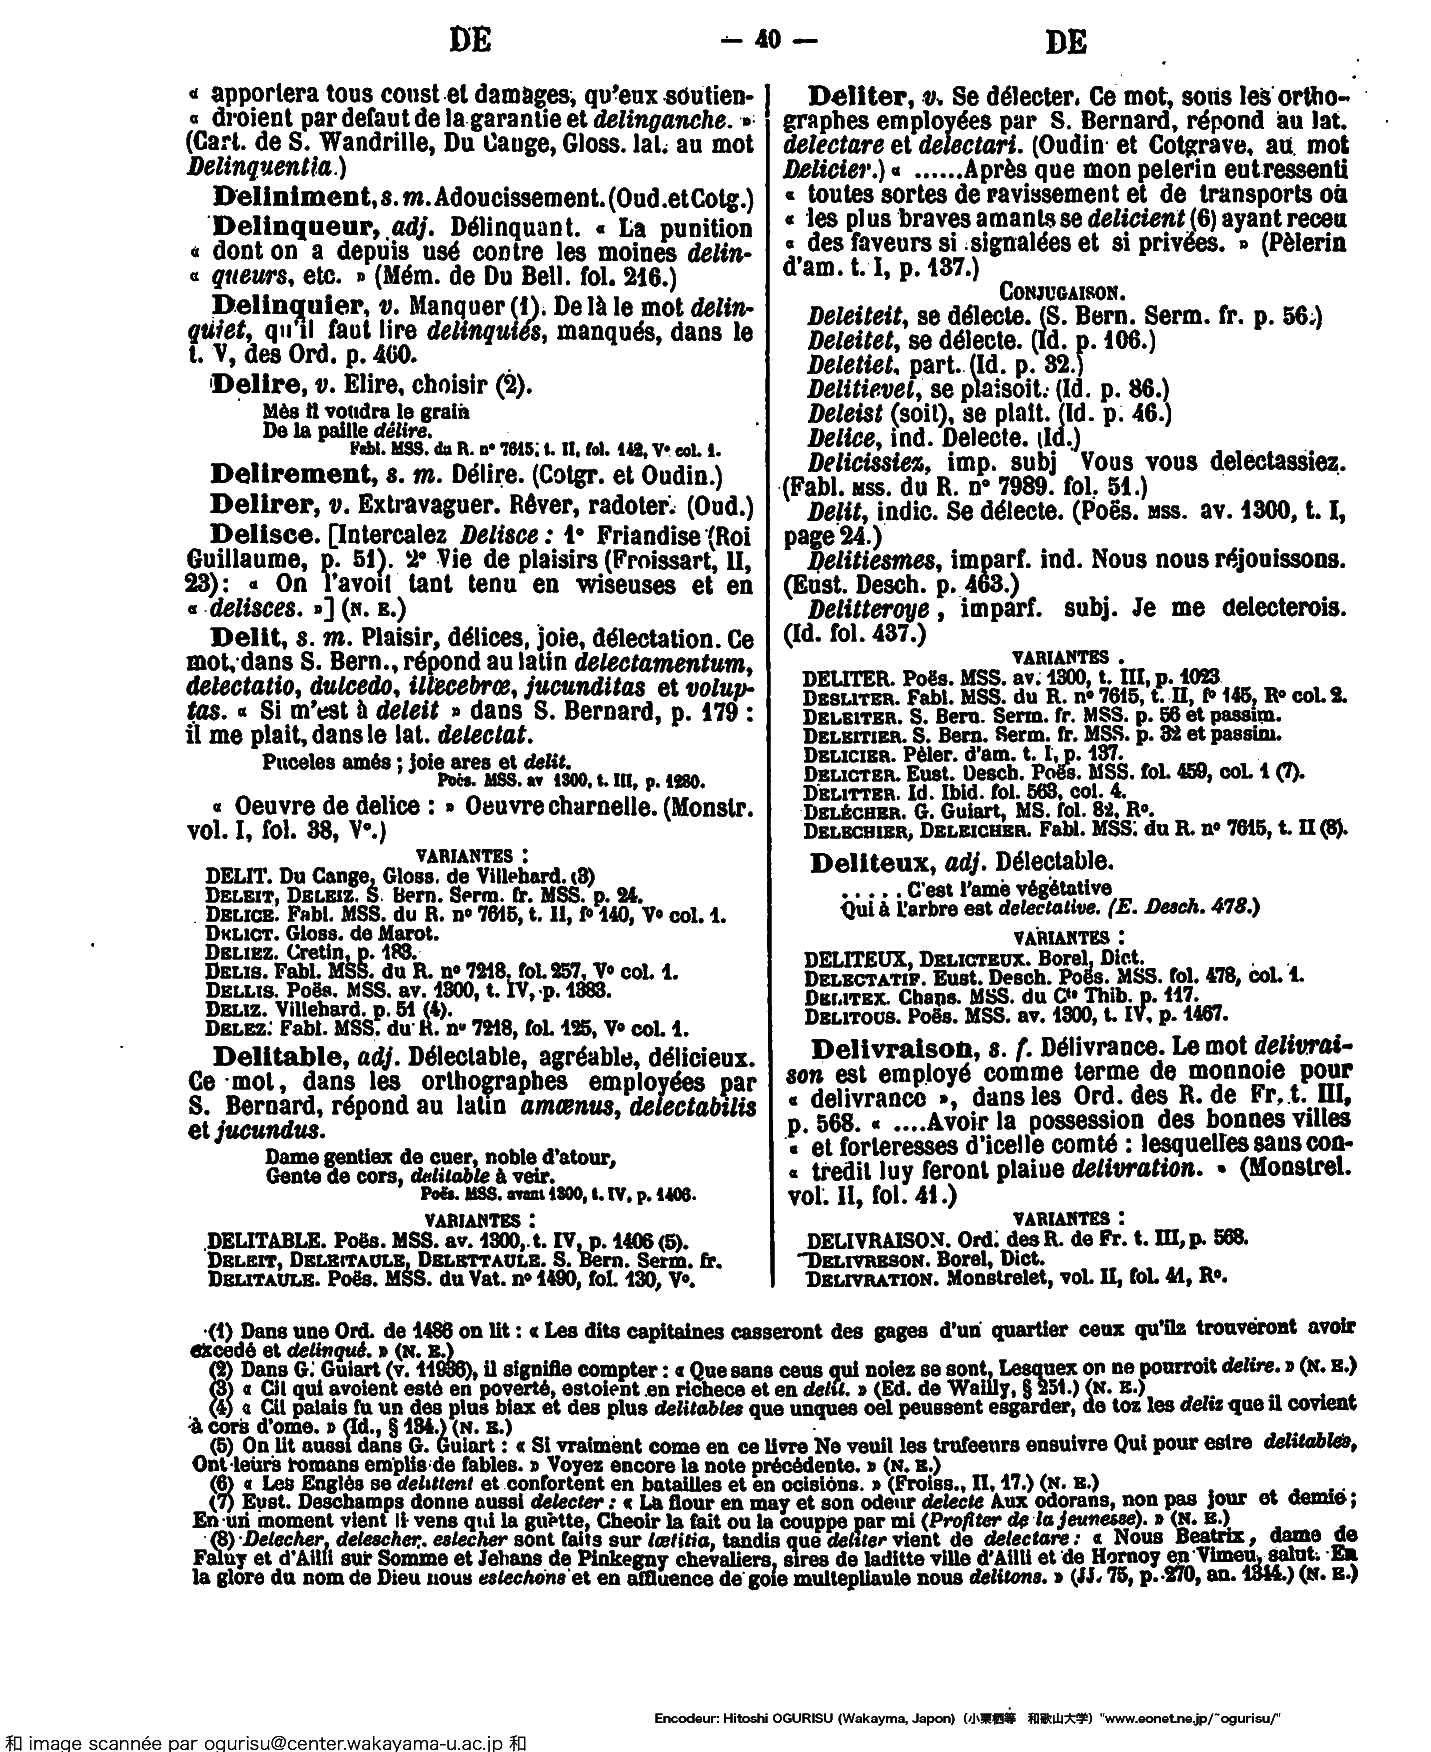 DE
— 40 —
DE
« apportera tous coust et damages, qu'eux soutien-
« droient par defaut de la garantie et delinganche. »
(Cart. de S. Wandrille, Du Cange, Gloss. lat. au mot
Delinquentia.)
Deliniment, s. m. Adoucissement. (Oud. et Cotg.)
Delinqueur, adj. Délinquant. « La punition
« dont on a depuis usé contre les moines delin-
« queurs, etc. » (Mém. de Du Bell. fol. 216.)
Delinquier, v. Manquer (1). De là le mot delin-
quiet, qu'il faut lire delinquiés, manqués, dans le
t. V, des Ord. p. 460.
Delire, v. Elire, choisir (2).
Mès il voudra le grain
De la paille délire.
Fabl. MSS. du R. nº 7615, t. II, fol. 142, Vº col. 1.
Delirement, s. m. Délire. (Cotgr. et Oudin.)
Delirer, v. Extravaguer. Rêver, radoter. (Oud.)
Delisce. [Intercalez Delisce : 1º Friandise (Roi
Guillaume, p. 51). 2º Vie de plaisirs (Froissart, II,
23) : « On l'avoit tant tenu en wiseuses et en
« delisces. »] (N. E.)
Delit, s. m. Plaisir, délices, joie, délectation. Ce
mot, dans S. Bern., répond au latin delectamentum,
delectatio, dulcedo, illecebræ, jucunditas et volup-
tas. « Si m'est à deleit » dans S. Bernard, p. 179 :
il me plait, dans le lat. delectat.
Puceles amés ; joie ares et delit.
Poës. MSS. av 1300, t. III, p. 1280.
« Oeuvre de delice : » Oeuvre charnelle. (Monstr.
vol. I, fol. 38, Vº.)
VARIANTES :
DELIT. Du Cange, Gloss. de Villehard. (3)
DELEIT, DELEIZ. S. Bern. Serm. fr. MSS. p. 24.
DELICE. Fabl. MSS. du R. nº 7615, t. II, fº 140, Vº col. 1.
DELICT. Gloss. de Marot.
DELIEZ. Cretin, p. 183.
DELIS. Fabl. MSS. du R. nº 7218, fol. 257, Vº col. 1.
DELLIS. Poës. MSS. av. 1300, t. IV, p. 1383.
DELIZ. Villehard. p. 51 (4).
DELEZ. Fabl. MSS. du R. nº 7218, fol. 125, Vº col. 1.
Delitable, adj. Délectable, agréable, délicieux.
Ce mot, dans les orthographes employées par
S. Bernard, répond au latin amœnus, delectabilis
et jucundus.
Dame gentiex de cuer, noble d'atour,
Gente de cors, delitable à veir.
Poës. MSS. avant 1300, t. IV, p. 1406.
VARIANTES :
DELITABLE. Poës. MSS. av. 1300, t. IV, p. 1406 (5).
DELEIT, DELEITAULE, DELETTAULE. S. Bern. Serm. fr.
DELITAULE. Poës. MSS. du Vat. nº 1490, fol. 130, Vº.
Deliter, v. Se délecter. Ce mot, sous les ortho-
graphes employées par S. Bernard, répond au lat.
delectare et delectari. (Oudin et Cotgrave, au mot
Delicier.) « ......Après que mon pelerin eut ressenti
« toutes sortes de ravissement et de transports où
« les plus braves amants se delicient (6) ayant receu
« des faveurs si signalées et si privées. » (Pèlerin
d'am. t. I, p. 137.)
CONJUGAISON.
Deleiteit, se délecte. (S. Bern. Serm. fr. p. 56.)
Deleitet, se délecte. (Id. p. 106.)
Deletiet, part. (Id. p. 32.)
Delitievet, se plaisoit. (Id. p. 86.)
Deleist (soit), se plait. (Id. p. 46.)
Delice, ind. Delecte. (Id.)
Delicissiez, imp. subj Vous vous delectassiez.
(Fabl. MSS. du R. nº 7989. fol. 51.)
Delit, indic. Se délecte. (Poës. MSS. av. 1300, t. I,
page 24.)
Delitiesmes, imparf. ind. Nous nous réjouissons.
(Eust. Desch. p. 463.)
Delitteroye, imparf. subj. Je me delecterois.
(Id. fol. 437.)
VARIANTES .
DELITER. Poës. MSS. av. 1300, t. III, p. 1023
DESLITER. Fabl. MSS. du R. nº 7615, t. II, fº 145, Rº col. 2.
DELEITER. S. Bern. Serm. fr. MSS. p. 56 et passim.
DELEITIER. S. Bern. Serm. fr. MSS. p. 32 et passim.
DELICIER. Pèler. d'am. t. I, p. 137.
DELICTER. Eust. Desch. Poës. MSS. fol. 459, col. 1 (7).
DELITTER. Id. Ibid. fol. 563, col. 4.
DELÉCHER. G. Guiart, MS. fol. 82, Rº.
DELECHIER, DELEICHER. Fabl. MSS. du R. nº 7615, t. II (8).
Deliteux, adj. Délectable.
. . . . . C'est l'ame végétative
Qui à l'arbre est delectative. (E. Desch. 478.)
VARIANTES :
DELITEUX, DELICTEUX. Borel, Dict.
DELECTATIF. Eust. Desch. Poës. MSS. fol. 478, col. 1.
DELITEX. Chans. MSS. du Cte Thib. p. 117.
DELITOUS. Poës. MSS. av. 1300, t. IV, p. 1467.
Delivraison, s. f. Délivrance. Le mot delivrai-
son est employé comme terme de monnoie pour
« delivrance », dans les Ord. des R. de Fr. t. III,
p. 568. « ....Avoir la possession des bonnes villes
« et forteresses d'icelle comté : lesquelles sans con-
« tredit luy feront plaine delivration. » (Monstrel.
vol. II, fol. 41.)
VARIANTES :
DELIVRAISON. Ord. des R. de Fr. t. III, p. 568.
DELIVRESON. Borel, Dict.
DELIVRATION. Monstrelet, vol. II, fol. 41, Rº.
(1) Dans une Ord. de 1486 on lit : « Les dits capitaines casseront des gages d'un quartier ceux qu'ilz trouveront avoir
excedé et delinqué. » (N. E.)
(2) Dans G. Guiart (v. 11936), il signifie compter : « Que sans ceus qui noiez se sont, Lesquex on ne pourroit delire. » (N. E.)
(3) « Cil qui avoient esté en poverté, estoient en richece et en delit. » (Ed. de Wailly, § 251.) (N. E.)
(4) « Cil palais fu un des plus biax et des plus delitables que unques oel peussent esgarder, de toz les deliz que il covient
à cors d'ome. » (Id., § 134.) (N. E.)
(5) On lit aussi dans G. Guiart : « Si vraiment come en ce livre Ne veuil les trufeeurs ensuivre Qui pour estre delitables,
Ont leurs romans emplis de fables. » Voyez encore la note précédente. » (N. E.)
(6) « Les Englès se delittent et confortent en batailles et en ocisions. » (Froiss., II, 17.) (N. E.)
(7) Eust. Deschamps donne aussi delecter : « La flour en may et son odeur delecte Aux odorans, non pas jour et demie ;
En un moment vient li vens qui la guette, Cheoir la fait ou la couppe par mi (Profiter de la jeunesse). » (N. E.)
(8) Delecher, delescher, eslecher sont faits sur lætitia, tandis que deliter vient de delectare : « Nous Beatrix, dame de
Faluy et d'Ailli sur Somme et Jehans de Pinkegny chevaliers, sires de laditte ville d'Ailli et de Hornoy en Vimeu, salut. En
la glore du nom de Dieu nous eslechons et en affluence de goie multepliaule nous delitons. » (JJ. 75, p. 270, an. 1344.) (N. E.)
Encodeur: Hitoshi OGURISU (Wakayma, Japon) (小栗栖等 和歌山大学) "www.eonet.ne.jp/~ogurisu/"
和 image scannée par ogurisu@center.wakayama-u.ac.jp 和